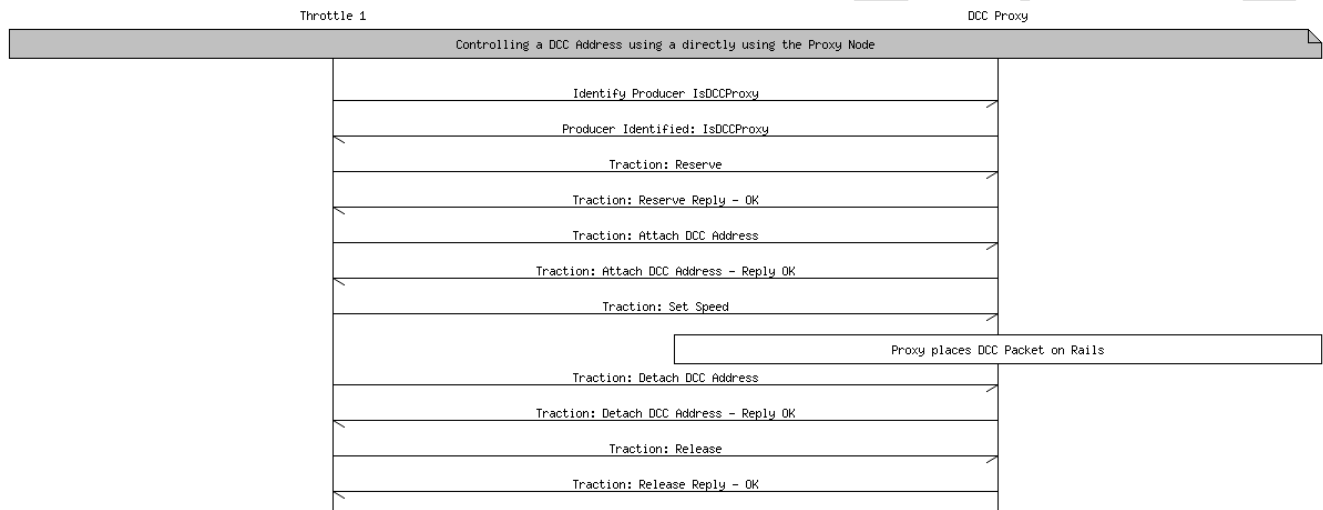 Throttle 1 DCC Proxy
Controlling a DCC Address using a directly using the Proxy Node
Identify Producer IsDCCProxy
Producer Identified: IsDCCProxy
Traction: Reserve
Traction: Reserve Reply - OK
Traction: Attach DCC Address
Traction: Attach DCC Address - Reply OK
Traction: Set Speed
Proxy places DCC Packet on Rails
Traction: Detach DCC Address
Traction: Detach DCC Address - Reply OK
Traction: Release
Traction: Release Reply - OK